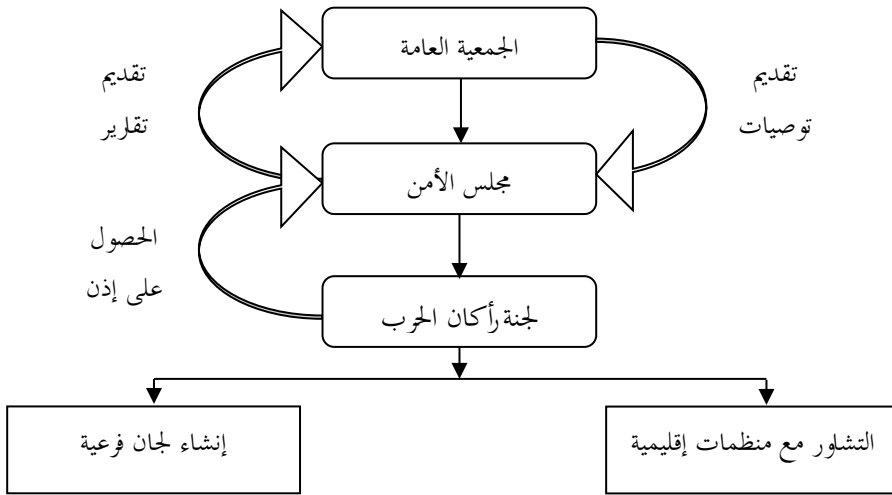 الجمعية العامة
تقديم
توصيات
تقديم
تقارير
مجلس الأمن
الحصول
على إذن
لجنة رأكان الحرب
التشاور مع منظمات إقليمية
إنشاء لجان فرعية